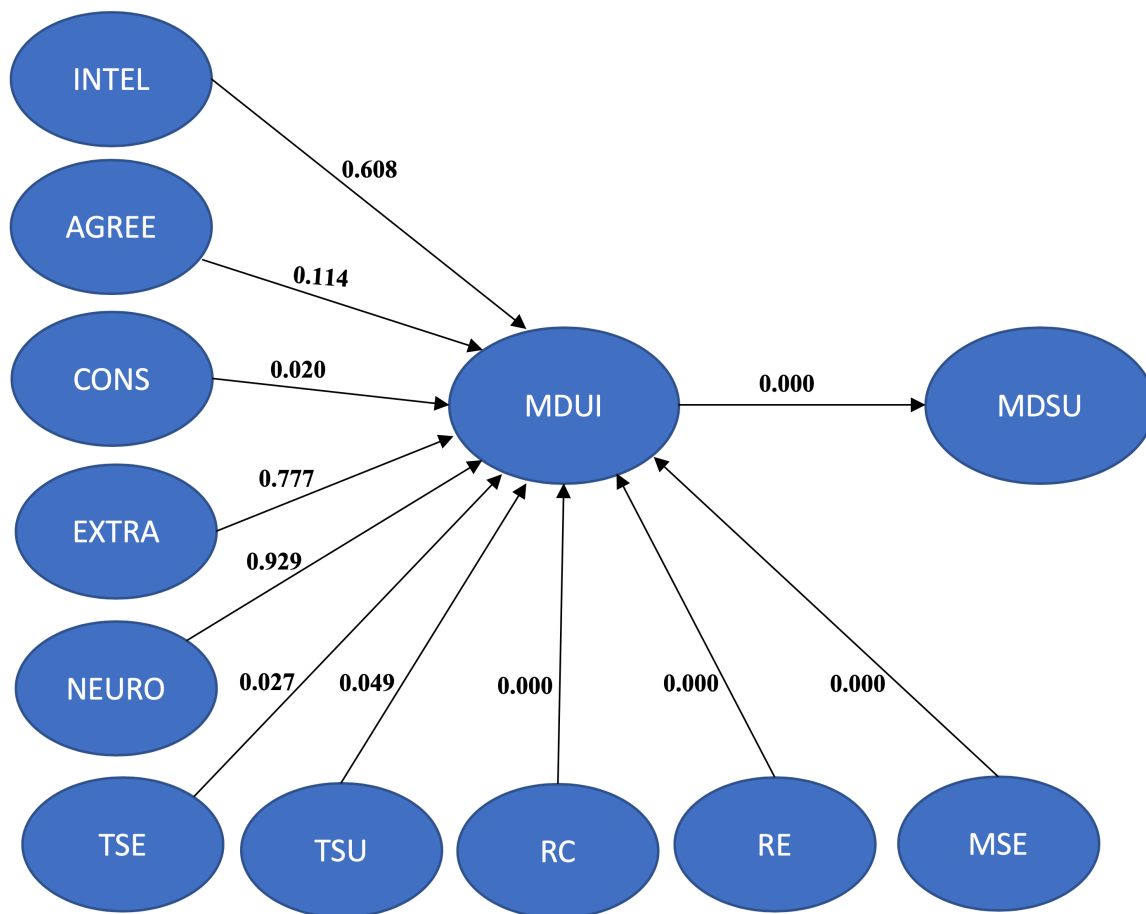 INTEL
0.608
AGREE
0.114
CONS
0.020
MDUI
0.000
MDSU
EXTRA
0.777
0.929
NEURO
0.027
0.049
0.000
0.000
0.000
TSE
TSU
RC
RE
MSE